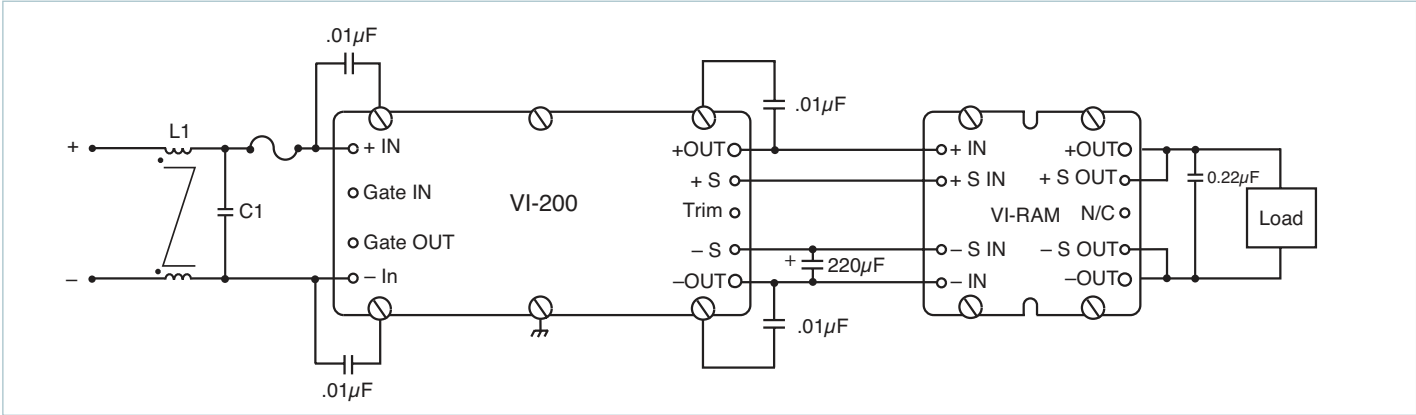 .01µF
.01µF
L1
+
+ IN
+OUT
+ IN
+OUT
+ S
+ S IN
+ S OUT
0.22µF
Gate IN
VI-200
C1
Trim
VI-RAM
N/C
Load
Gate OUT
– S
– S IN
– S OUT
+
220µF
–
– In
–OUT
– IN
–OUT
.01µF
.01µF